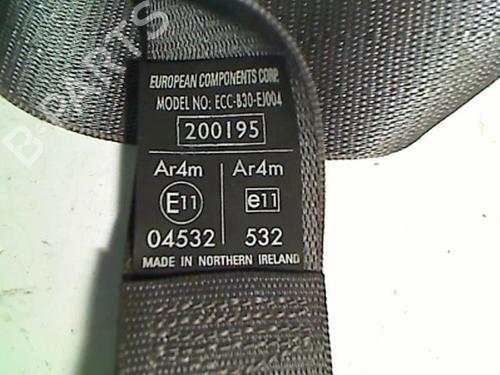 B-PARTS
EUROPEAN COMPONENTS CORP.
MODEL NO: ECC-B30-EJ004
200195
Ar4m Ar4m
E11 e11
04532 532
MADE IN NORTHERN IRELAND